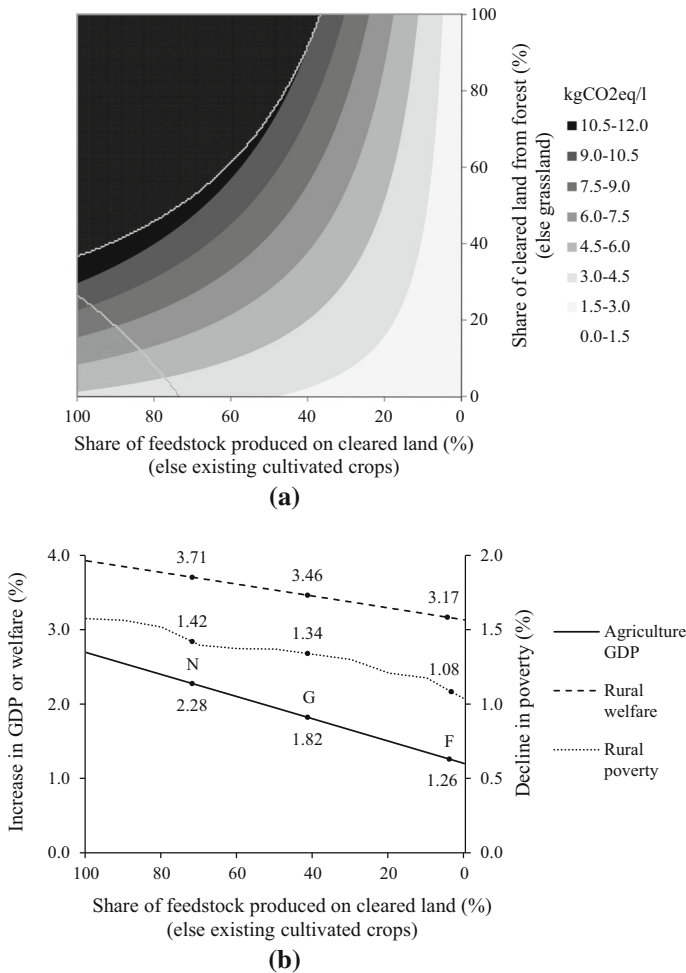 100
80
60
40
20
0
Share of cleared land from forest (%)
(else grassland)
kgCO2eq/l
10.5-12.0
9.0-10.5
7.5-9.0
6.0-7.5
4.5-6.0
3.0-4.5
1.5-3.0
0.0-1.5
100 80 60 40 20 0
Share of feedstock produced on cleared land (%)
(else existing cultivated crops)
(a)
Increase in GDP or welfare (%)
4.0
3.0
2.0
1.0
0.0
3.71 3.46 3.17
1.42 1.34 1.08
N G F
2.28 1.82 1.26
2.0
1.5
1.0
0.5
0.0
Decline in poverty (%)
Agriculture
GDP
Rural
welfare
Rural
poverty
100 80 60 40 20 0
Share of feedstock produced on cleared land (%)
(else existing cultivated crops)
(b)